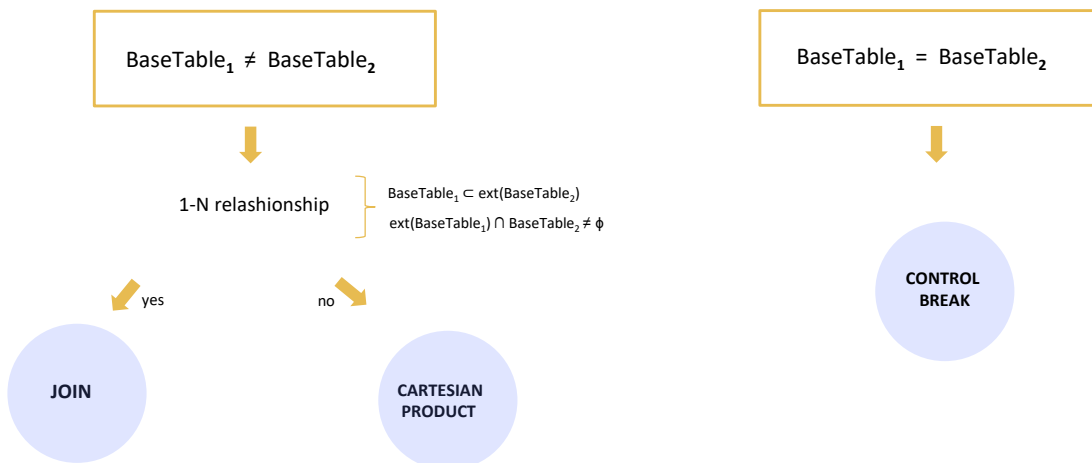 BaseTable₁ ≠ BaseTable₂
BaseTable₁ = BaseTable₂
1-N relashionship
BaseTable₁ ⊂ ext(BaseTable₂)
ext(BaseTable₁) ⋂ BaseTable₂ ≠ ϕ
yes
no
JOIN
CARTESIAN
PRODUCT
CONTROL
BREAK